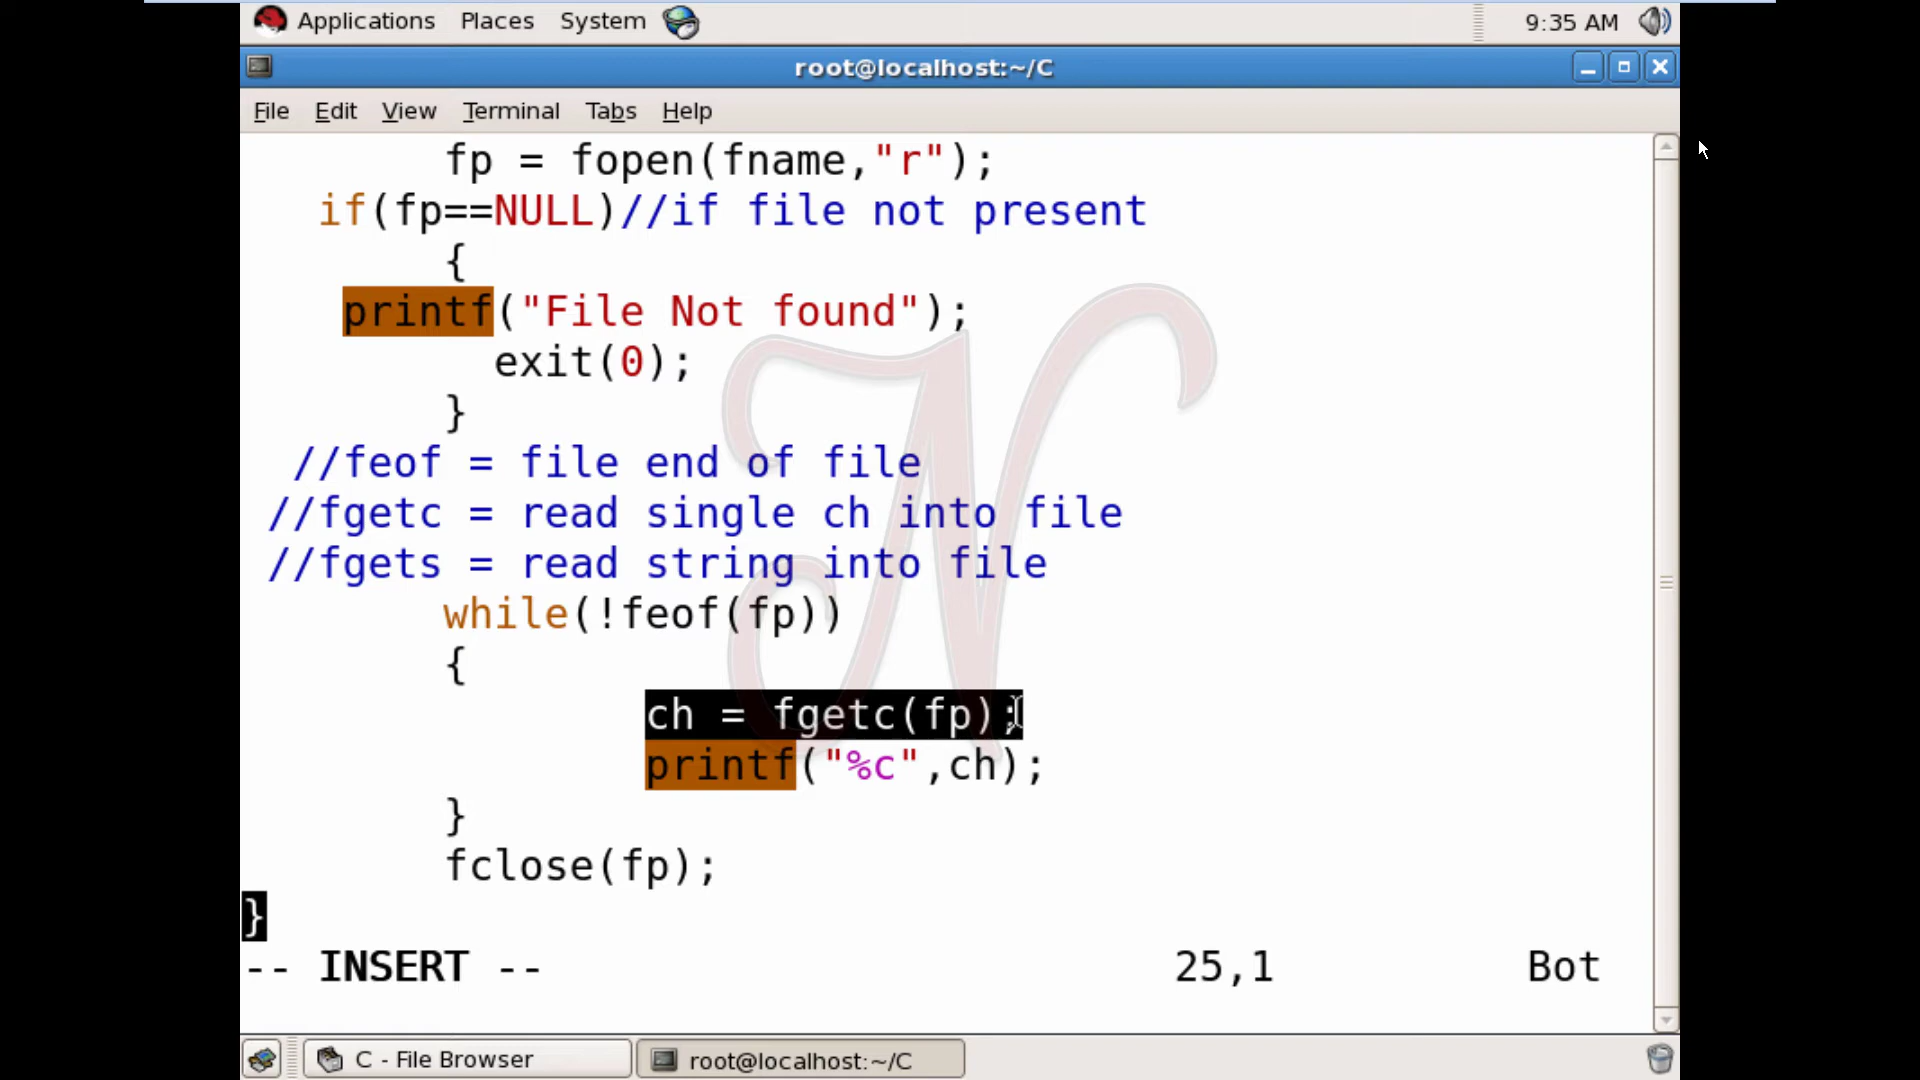 Applications Places System 9:35 AM
root@localhost:~/C
File Edit View Terminal Tabs Help
fp = fopen(fname,"r");
if(fp==NULL)//if file not present
{
printf("File Not found");
exit(0);
}
//feof = file end of file
//fgetc = read single ch into file
//fgets = read string into file
while(!feof(fp))
{
ch = fgetc(fp);
printf("%c",ch);
}
fclose(fp);
}
-- INSERT -- 25,1 Bot
C - File Browser root@localhost:~/C
N